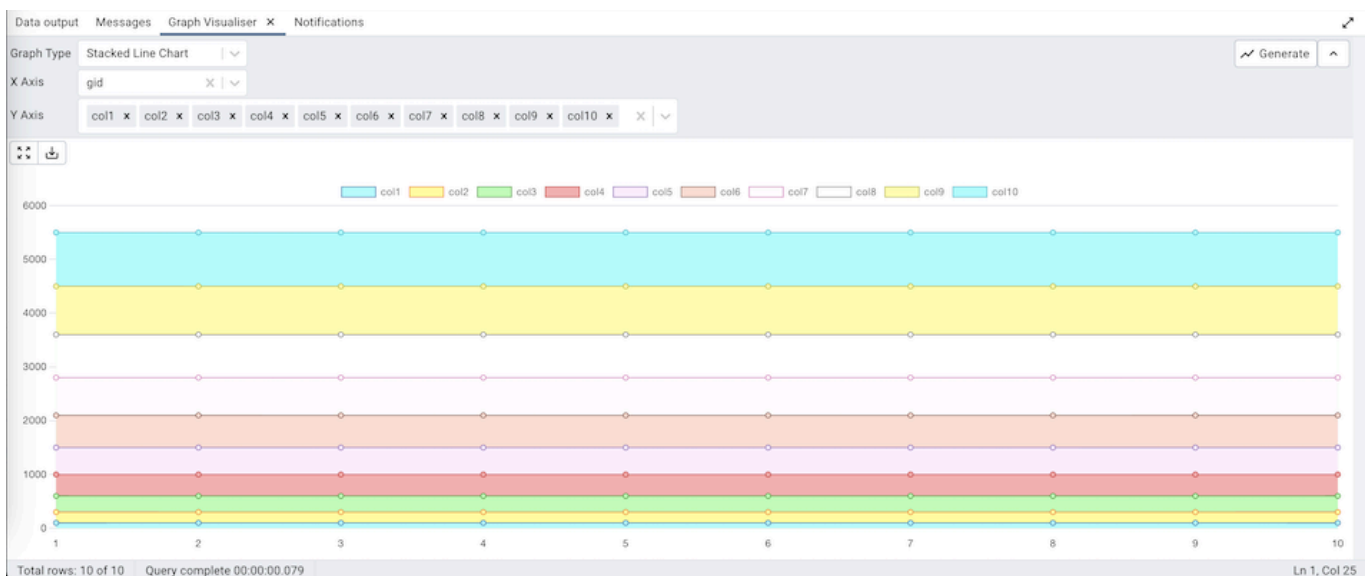 Data output Messages Graph Visualiser × Notifications
Graph Type Stacked Line Chart Generate
X Axis gid
Y Axis col1 × col2 × col3 × col4 × col5 × col6 × col7 × col8 × col9 × col10 ×
col1 col2 col3 col4 col5 col6 col7 col8 col9 col10
6000
5000
4000
3000
2000
1000
0
1 2 3 4 5 6 7 8 9 10
Total rows: 10 of 10 Query complete 00:00:00.079 Ln 1, Col 25